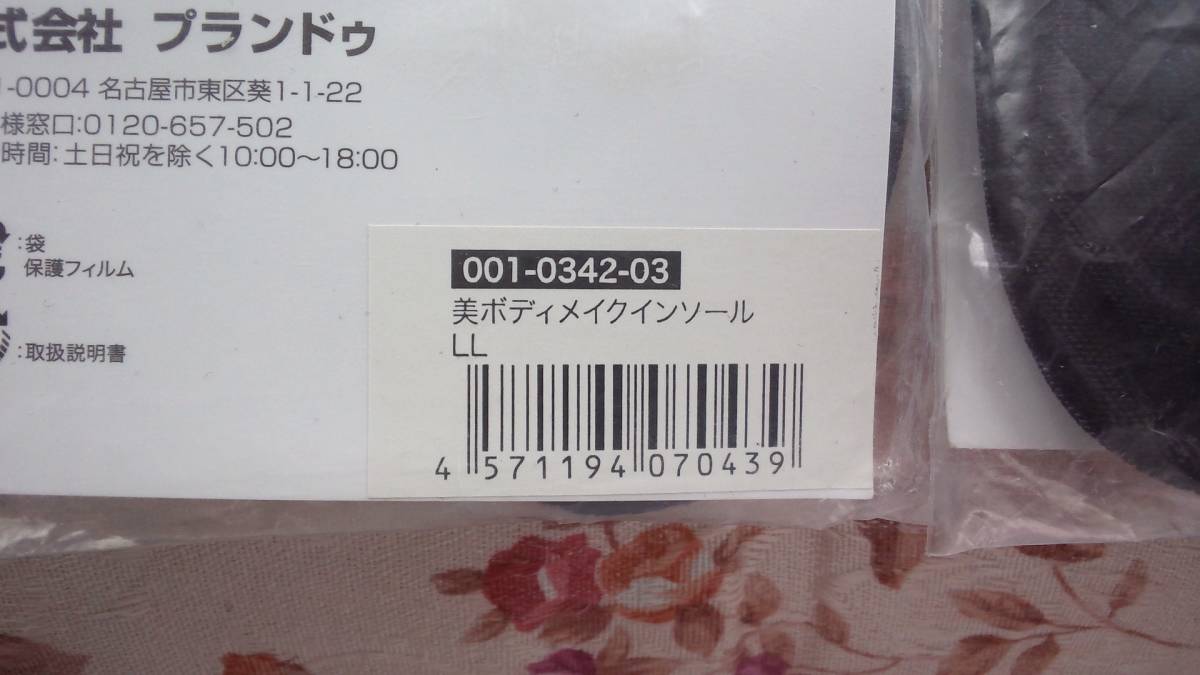 式会社 プランドゥ
-0004 名古屋市東区葵1-1-22
様窓口:0120-657-502
時間:土日祝を除く10:00〜18:00
:袋
保護フィルム
:取扱説明書
001-0342-03
美ボディメイクインソール
LL
4 571194 070439